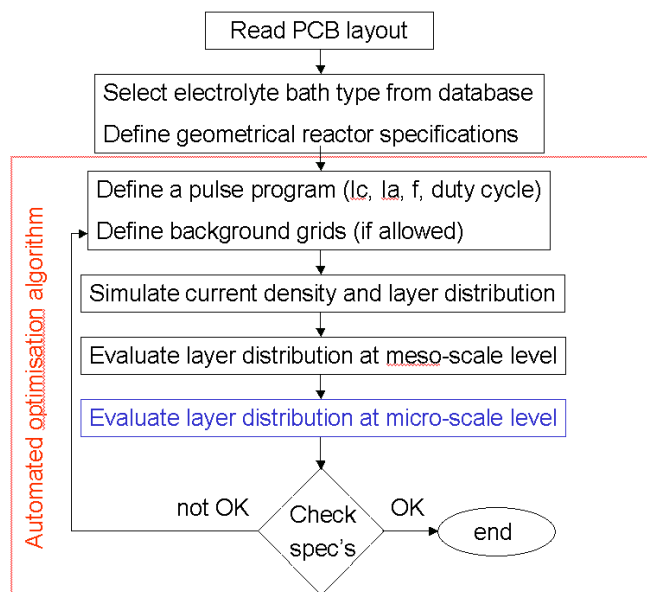 Read PCB layout
Select electrolyte bath type from database
Define geometrical reactor specifications
Define a pulse program (Ic, Ia, f, duty cycle)
Define background grids (if allowed)
Simulate current density and layer distribution
Evaluate layer distribution at meso-scale level
Evaluate layer distribution at micro-scale level
not OK
Check
spec's
OK
end
Automated optimisation algorithm